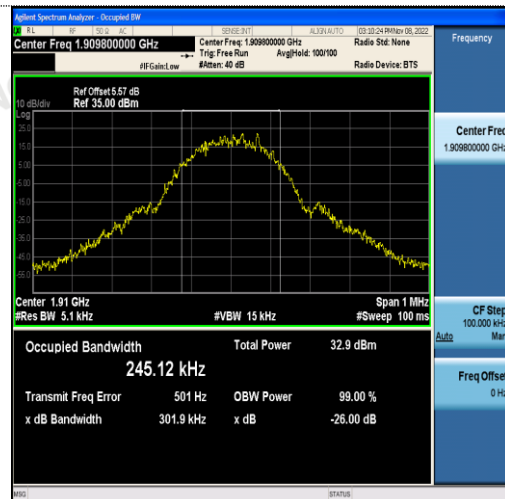 Agilent Spectrum Analyzer - Occupied BW
RL RF 50 Ω AC SENSE:INT ALIGN AUTO 03:10:24 PM Nov 08, 2022
Center Freq 1.909800000 GHz Center Freq: 1.909800000 GHz Radio Std: None
Trig: Free Run Avg|Hold: 100/100
#IFGain:Low #Atten: 40 dB Radio Device: BTS
Ref Offset 5.57 dB
10 dB/div Ref 35.00 dBm
Log
25.0
15.0
5.00
-5.00
-15.0
-25.0
-35.0
-45.0
-55.0
Center 1.91 GHz Span 1 MHz
#Res BW 5.1 kHz #VBW 15 kHz #Sweep 100 ms
Occupied Bandwidth Total Power 32.9 dBm
245.12 kHz
Transmit Freq Error 501 Hz OBW Power 99.00 %
x dB Bandwidth 301.9 kHz x dB -26.00 dB
MSG STATUS
Frequency
Center Freq
1.909800000 GHz
CF Step
100.000 kHz
Auto Man
Freq Offset
0 Hz